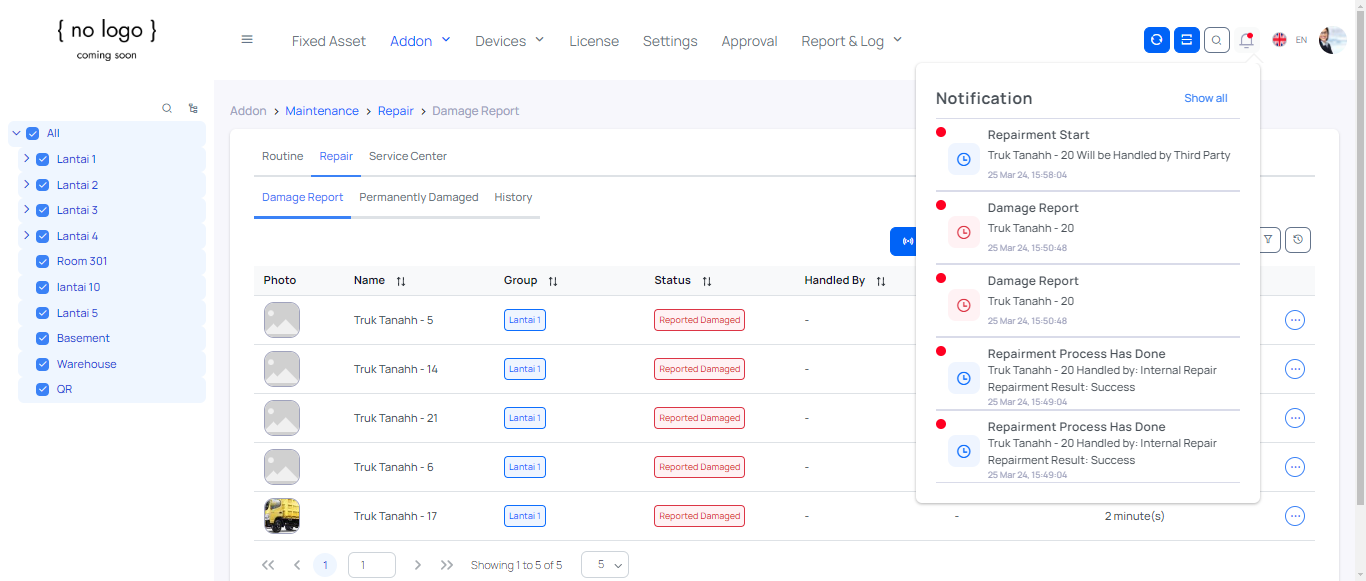 { no logo }
coming soon
Fixed Asset
Addon
Devices
License
Settings
Approval
Report & Log
EN
All
Lantai 1
Lantai 2
Lantai 3
Lantai 4
Room 301
lantai 10
Lantai 5
Basement
Warehouse
QR
Addon > Maintenance > Repair > Damage Report
Routine
Repair
Service Center
Damage Report
Permanently Damaged
History
Photo
Name
Group
Status
Handled By
Truk Tanahh - 5
Lantai 1
Reported Damaged
-
Truk Tanahh - 14
Lantai 1
Reported Damaged
-
Truk Tanahh - 21
Lantai 1
Reported Damaged
-
Truk Tanahh - 6
Lantai 1
Reported Damaged
-
Truk Tanahh - 17
Lantai 1
Reported Damaged
-
-
2 minute(s)
1
1
Showing 1 to 5 of 5
5
Notification
Show all
Repairment Start
Truk Tanahh - 20 Will be Handled by Third Party
25 Mar 24, 15:58:04
Damage Report
Truk Tanahh - 20
25 Mar 24, 15:50:48
Damage Report
Truk Tanahh - 20
25 Mar 24, 15:50:48
Repairment Process Has Done
Truk Tanahh - 20 Handled by: Internal Repair
Repairment Result: Success
25 Mar 24, 15:49:04
Repairment Process Has Done
Truk Tanahh - 20 Handled by: Internal Repair
Repairment Result: Success
25 Mar 24, 15:49:04